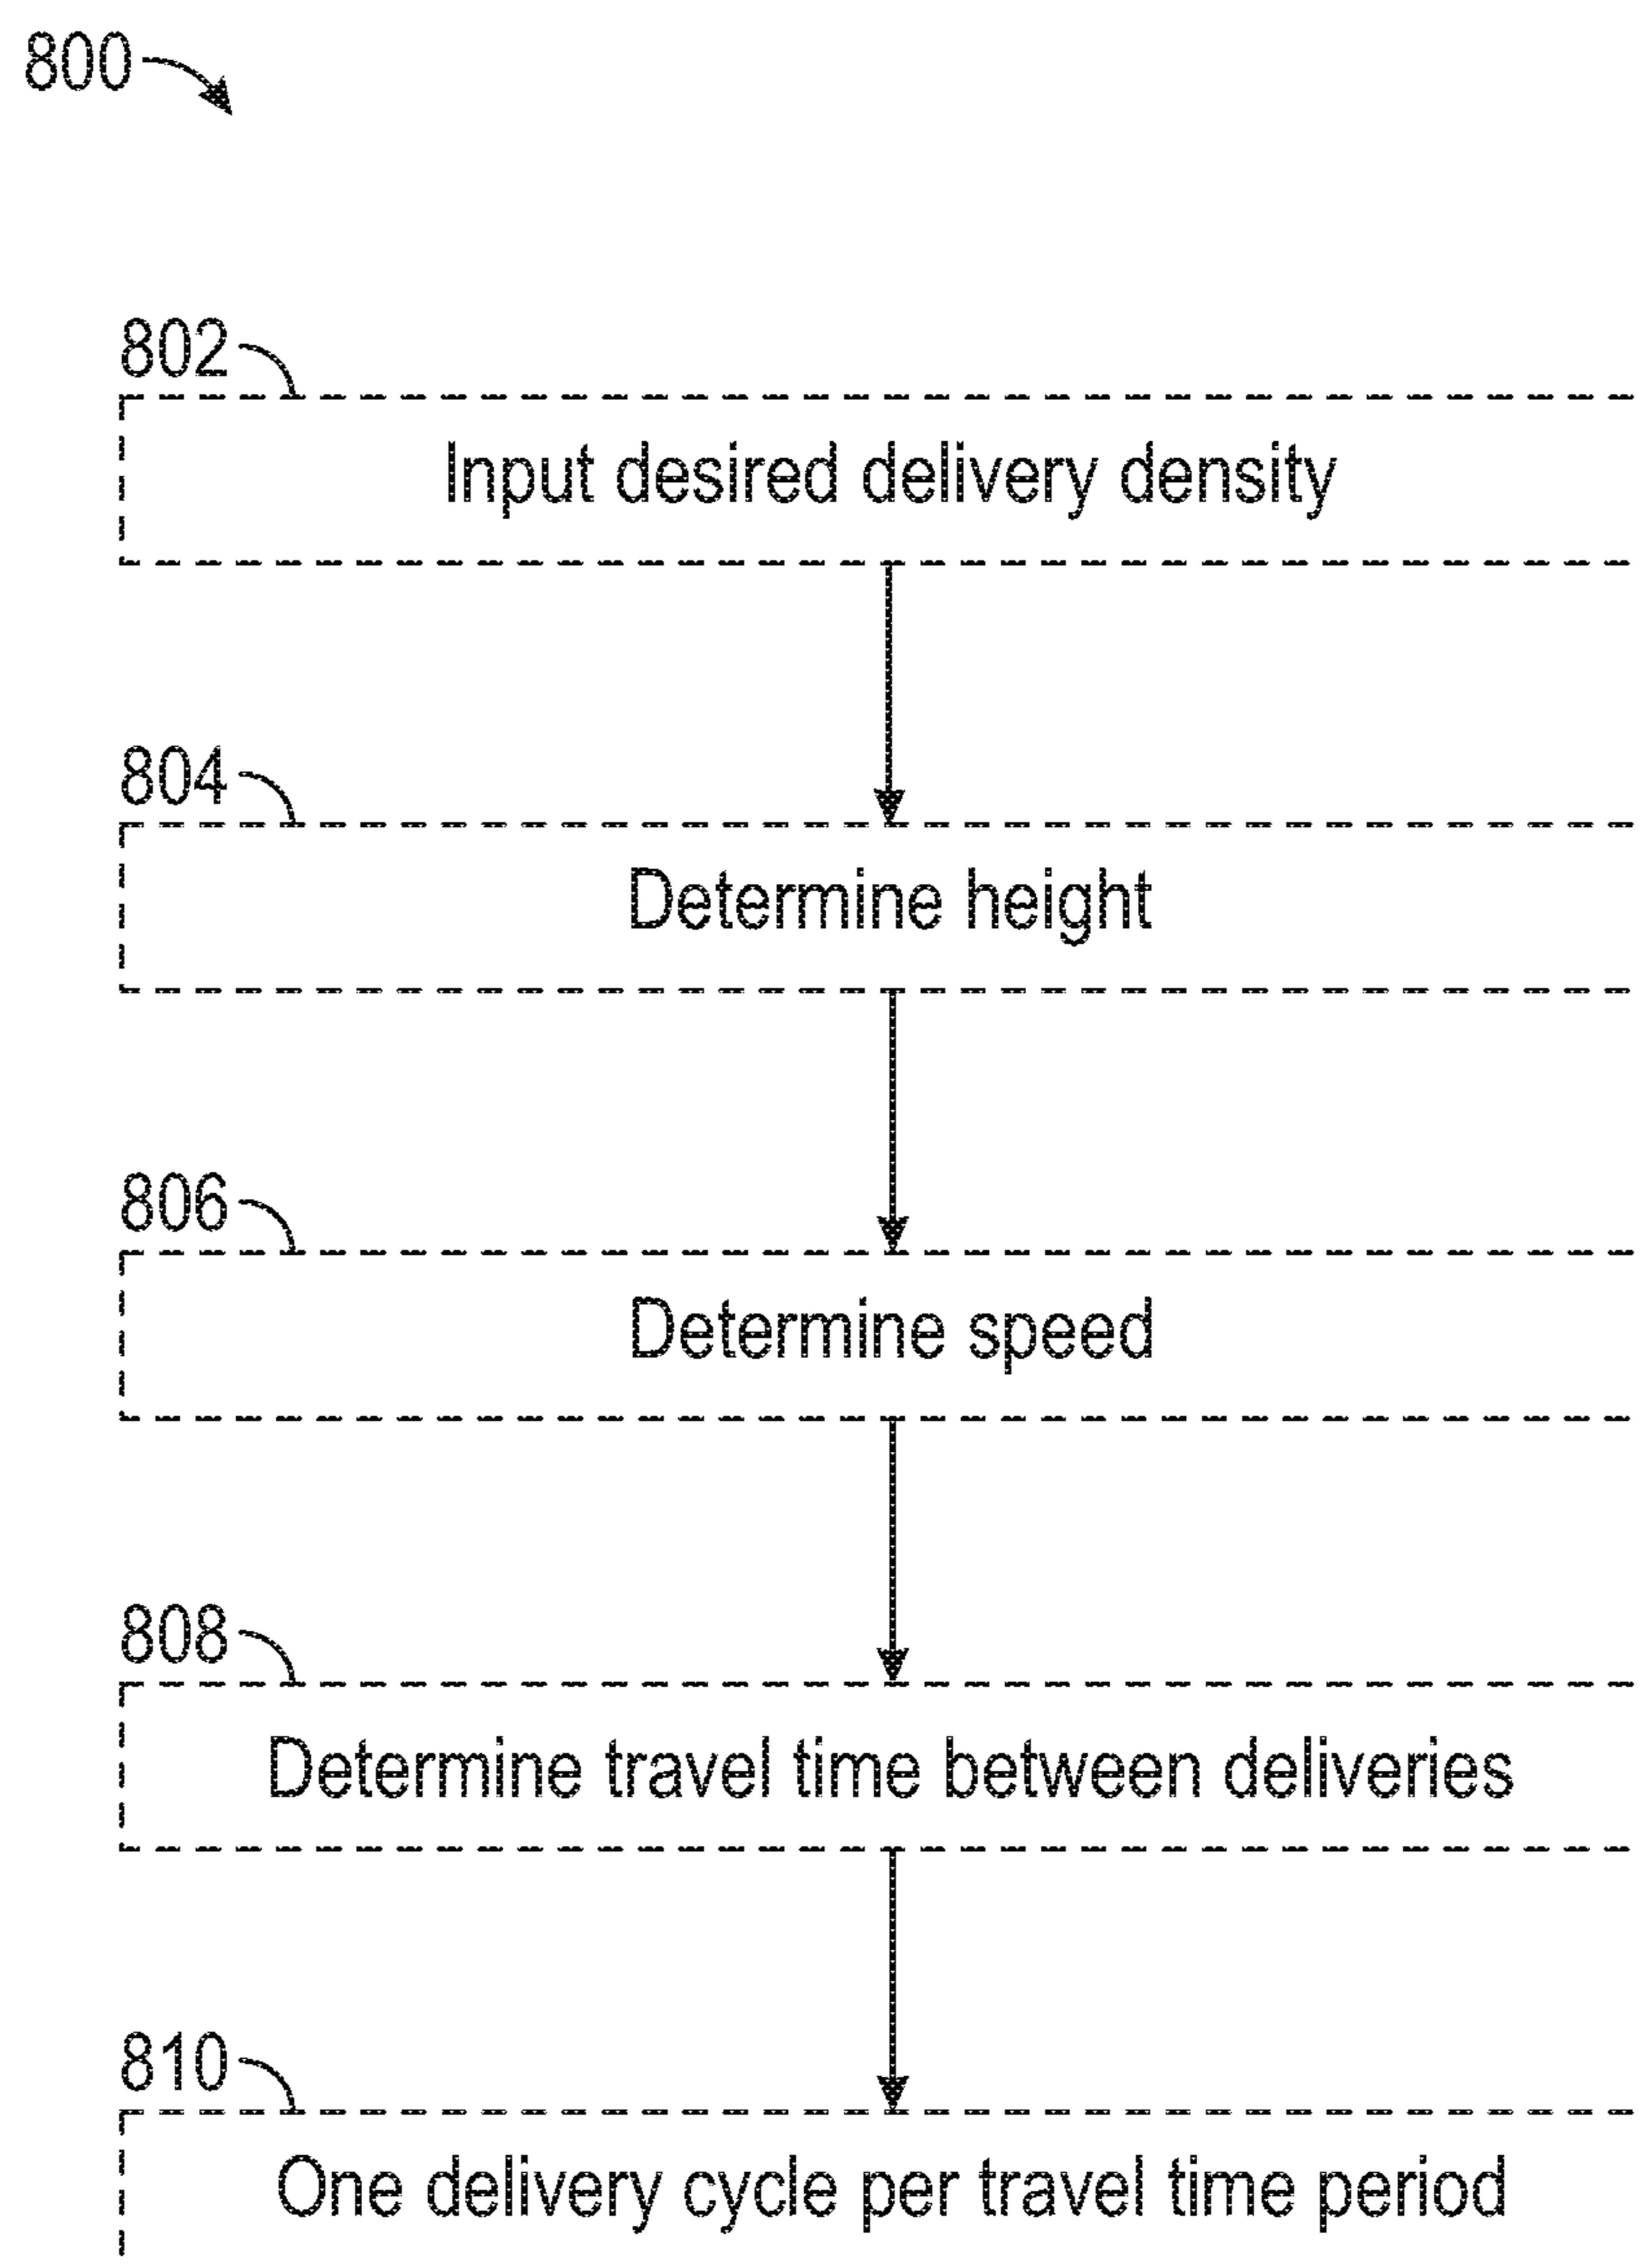 800
802
Input desired delivery density
804
Determine height
806
Determine speed
808
Determine travel time between deliveries
810
One delivery cycle per travel time period